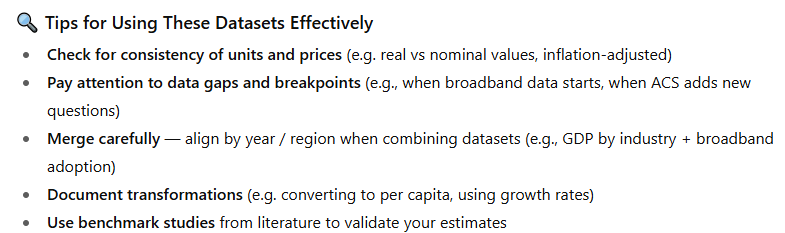 🔍 Tips for Using These Datasets Effectively
• Check for consistency of units and prices (e.g. real vs nominal values, inflation-adjusted)
• Pay attention to data gaps and breakpoints (e.g., when broadband data starts, when ACS adds new
questions)
• Merge carefully — align by year / region when combining datasets (e.g., GDP by industry + broadband
adoption)
• Document transformations (e.g. converting to per capita, using growth rates)
• Use benchmark studies from literature to validate your estimates